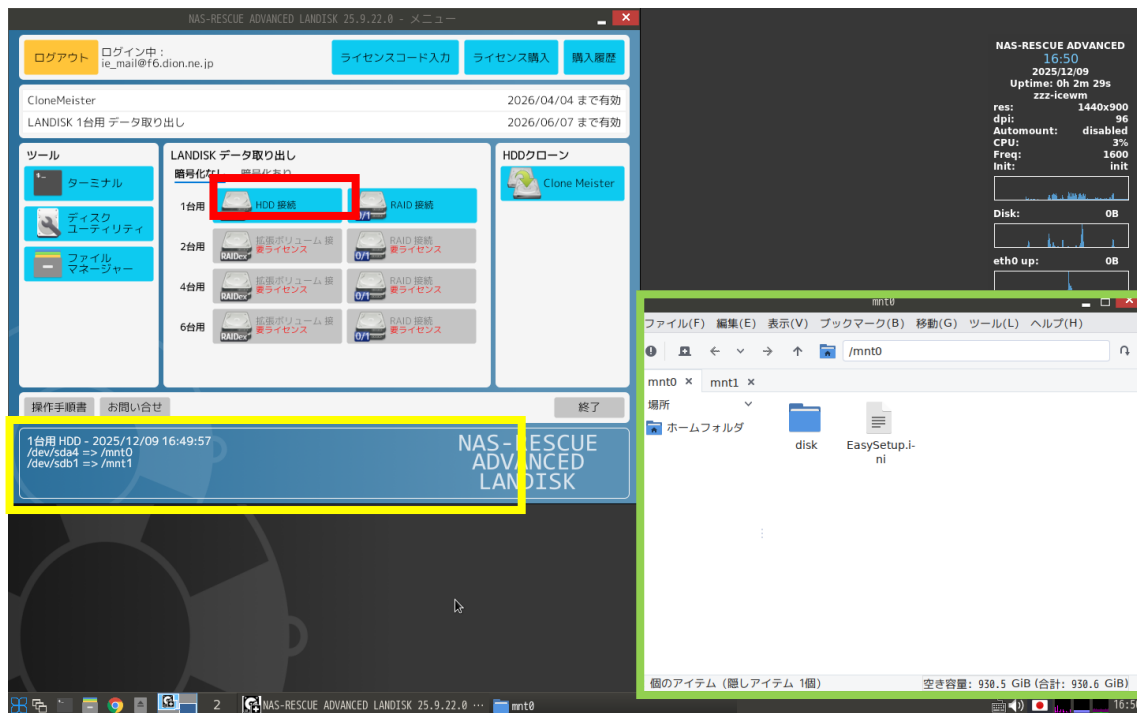 NAS-RESCUE ADVANCED LANDISK 25.9.22.0 - メニュー
ログアウト
ログイン中 :
ie_mail@f6.dion.ne.jp
ライセンスコード入力
ライセンス購入
購入履歴
CloneMeister
2026/04/04 まで有効
LANDISK 1台用 データ取り出し
2026/06/07 まで有効
ツール
ターミナル
ディスク
ユーティリティ
ファイル
マネージャー
LANDISK データ取り出し
暗号化なし
暗号化あり
1台用
HDD 接続
0/1
RAID 接続
2台用
RAIDex
拡張ボリューム 接
要ライセンス
0/1
RAID 接続
要ライセンス
4台用
RAIDex
拡張ボリューム 接
要ライセンス
0/1
RAID 接続
要ライセンス
6台用
RAIDex
拡張ボリューム 接
要ライセンス
0/1
RAID 接続
要ライセンス
HDDクローン
Clone Meister
操作手順書
お問い合せ
終了
1台用 HDD - 2025/12/09 16:49:57
/dev/sda4 => /mnt0
/dev/sdb1 => /mnt1
NAS-RESCUE
ADVANCED
LANDISK
NAS-RESCUE ADVANCED
16:50
2025/12/09
Uptime: 0h 2m 29s
zzz-icewm
res: 1440x900
dpi: 96
Automount: disabled
CPU: 3%
Freq: 1600
Init: init
Disk: 0B
eth0 up: 0B
mnt0
ファイル(F) 編集(E) 表示(V) ブックマーク(B) 移動(G) ツール(L) ヘルプ(H)
/mnt0
mnt0
mnt1
場所
ホームフォルダ
disk
EasySetup.i-
ni
個のアイテム (隠しアイテム 1個)
空き容量: 930.5 GiB (合計: 930.6 GiB)
2
NAS-RESCUE ADVANCED LANDISK 25.9.22.0 ···
mnt0